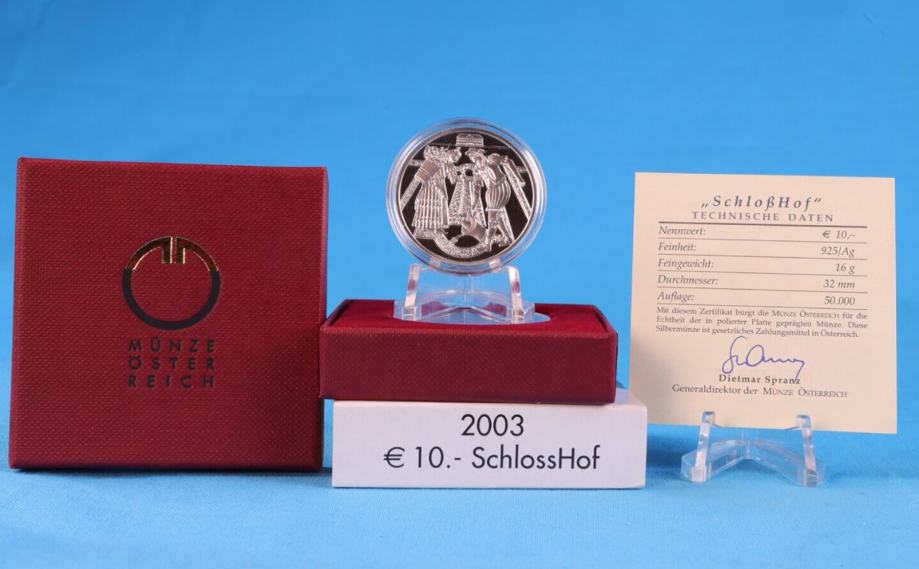 MÜNZE
ÖSTER
REICH
2003
€ 10.- SchlossHof
„SchloßHof"
TECHNISCHE DATEN
Nennwert: € 10,-
Feinheit: 925/Ag
Feingewicht: 16 g
Durchmesser: 32 mm
Auflage: 50.000
Mit diesem Zertifikat bürgt die MÜNZE ÖSTERREICH für die
Echtheit der in polierter Platte geprägten Münze. Diese
Silbermünze ist gesetzliches Zahlungsmittel in Österreich.
Dietmar Spranz
Generaldirektor der MÜNZE ÖSTERREICH